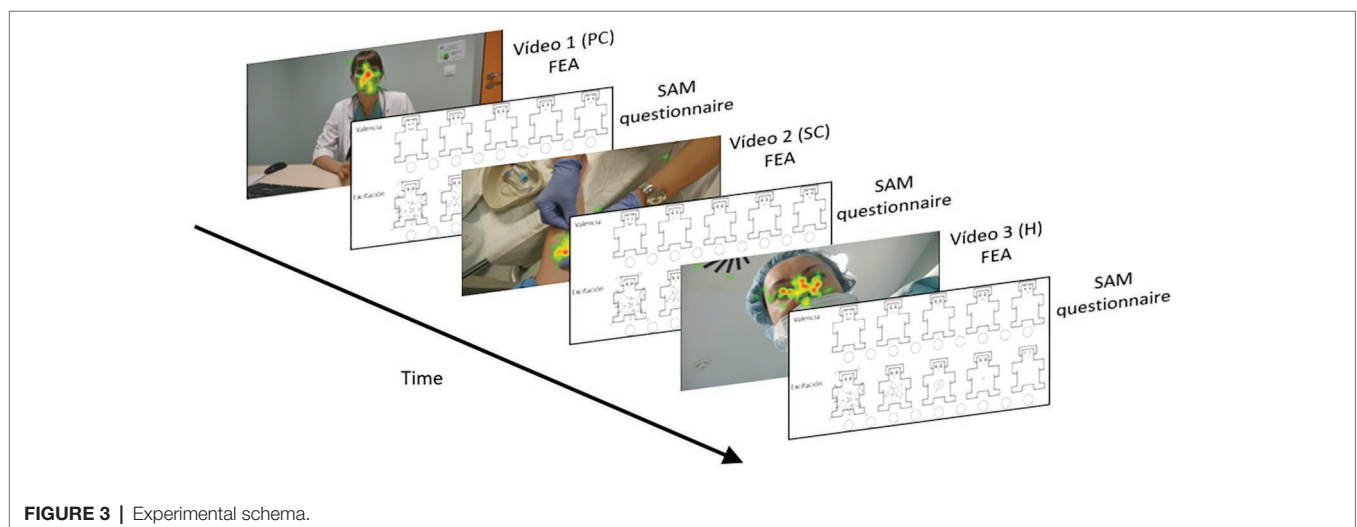 Vídeo 1 (PC)
FEA
SAM
questionnaire
Valencia
Excitación
Vídeo 2 (SC)
FEA
SAM
questionnaire
Valencia
Excitación
Vídeo 3 (H)
FEA
SAM
questionnaire
Valencia
Excitación
Time
FIGURE 3 | Experimental schema.